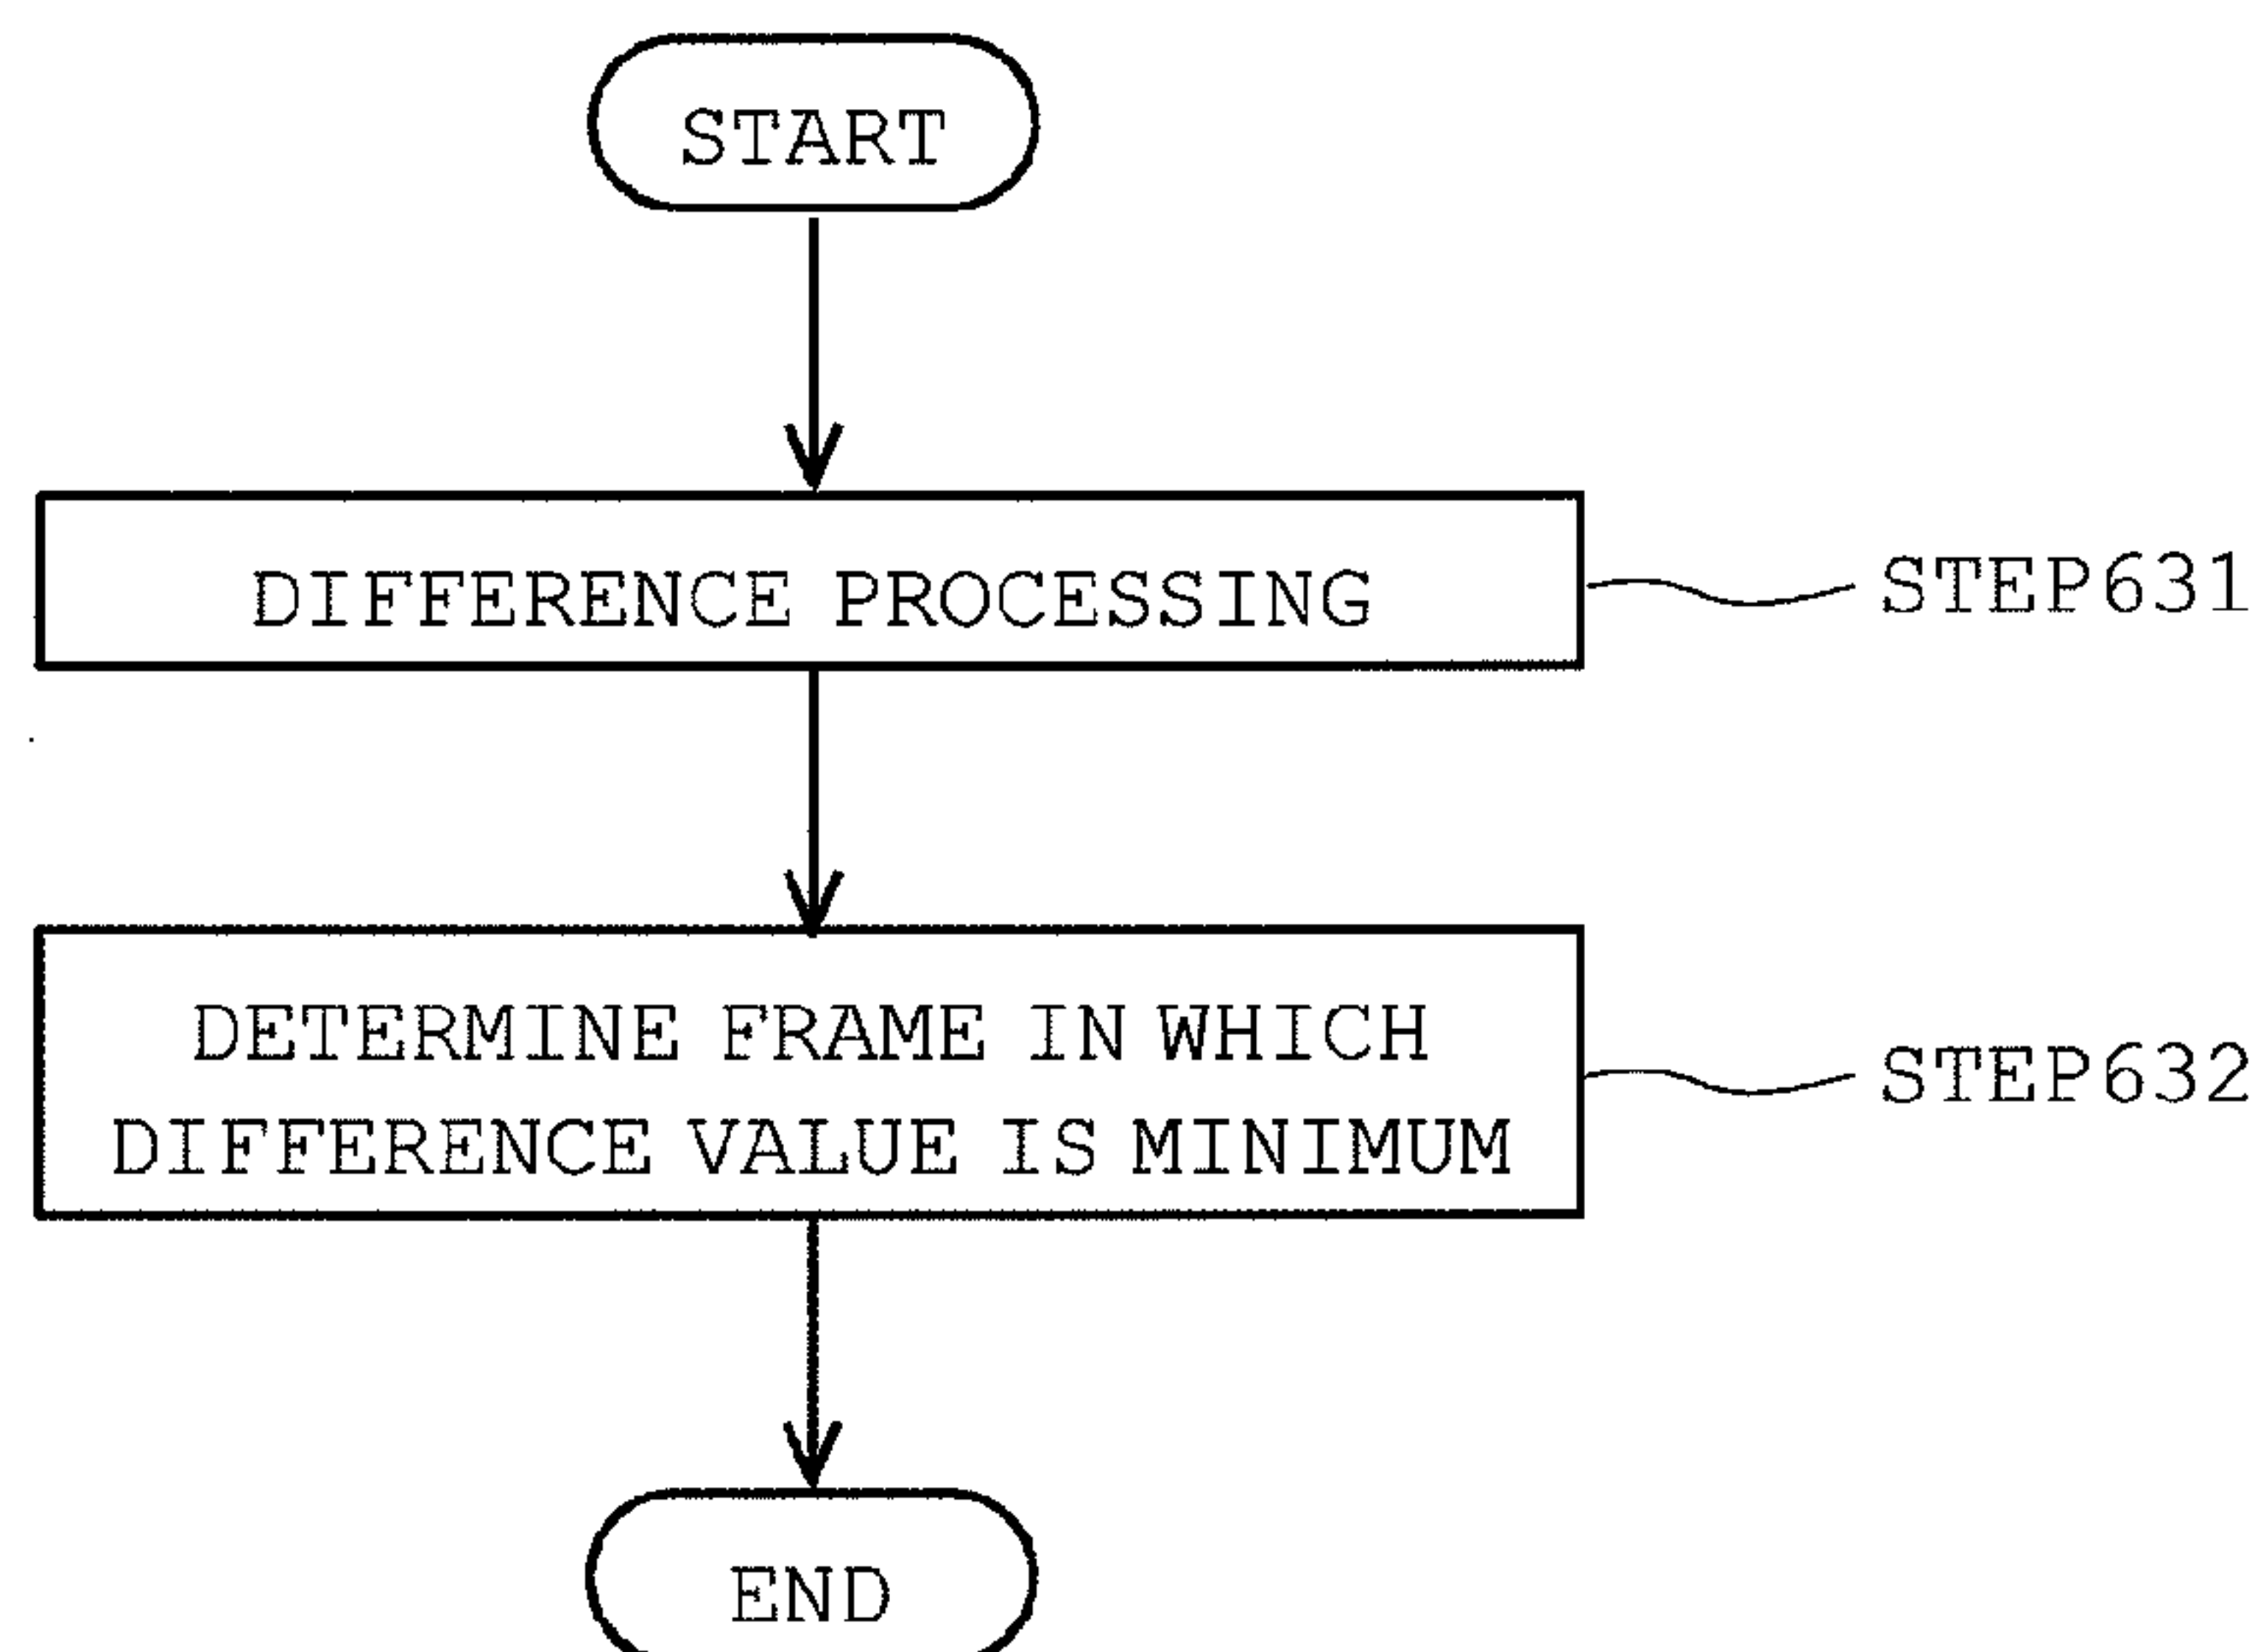 START
DIFFERENCE PROCESSING
STEP631
DETERMINE FRAME IN WHICH
DIFFERENCE VALUE IS MINIMUM
STEP632
END